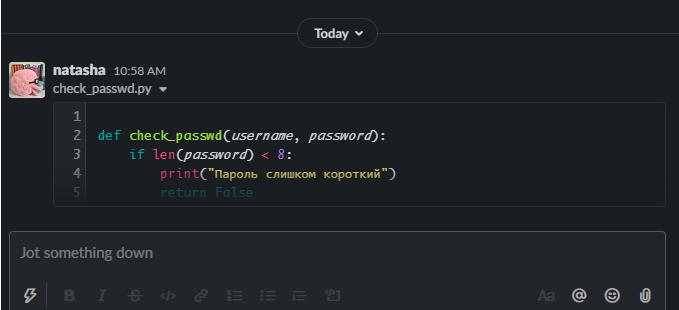 Today
natasha 10:58 AM
check_passwd.py
1
2 def check_passwd(username, password):
3 if len(password) < 8:
4 print("Пароль слишком короткий")
5 return False
Jot something down
B I S </> Aa @